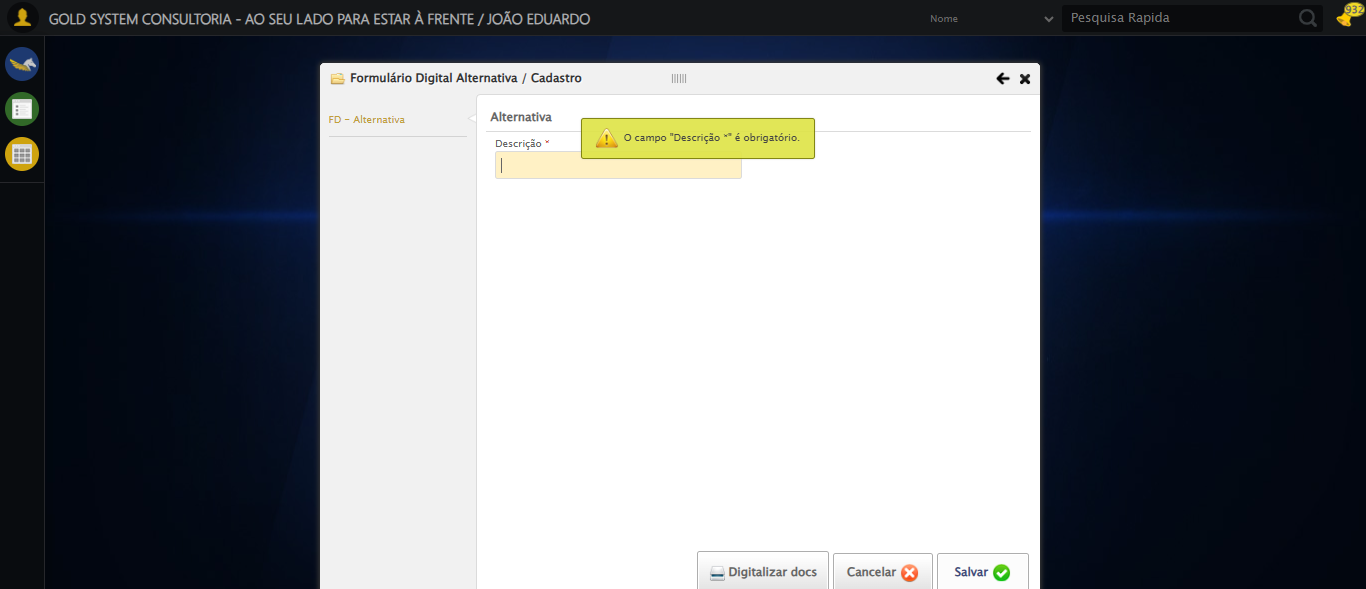 GOLD SYSTEM CONSULTORIA - AO SEU LADO PARA ESTAR À FRENTE / JOÃO EDUARDO
Nome
Pesquisa Rapida
932
Formulário Digital Alternativa / Cadastro
FD - Alternativa
Alternativa
O campo "Descrição *" é obrigatório.
Descrição *
Digitalizar docs
Cancelar
Salvar